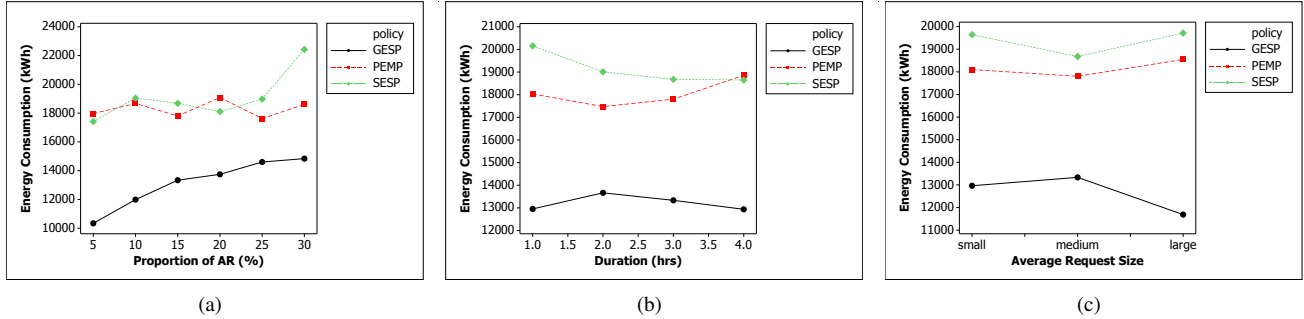 Energy Consumption (kWh)
24000
22000
20000
18000
16000
14000
12000
10000
5 10 15 20 25 30
Proportion of AR (%)
policy
GESP
PEMP
SESP
(a)
Energy Consumption (kWh)
21000
20000
19000
18000
17000
16000
15000
14000
13000
12000
1.0 1.5 2.0 2.5 3.0 3.5 4.0
Duration (hrs)
policy
GESP
PEMP
SESP
(b)
Energy Consumption (kWh)
20000
19000
18000
17000
16000
15000
14000
13000
12000
11000
small medium large
Average Request Size
policy
GESP
PEMP
SESP
(c)